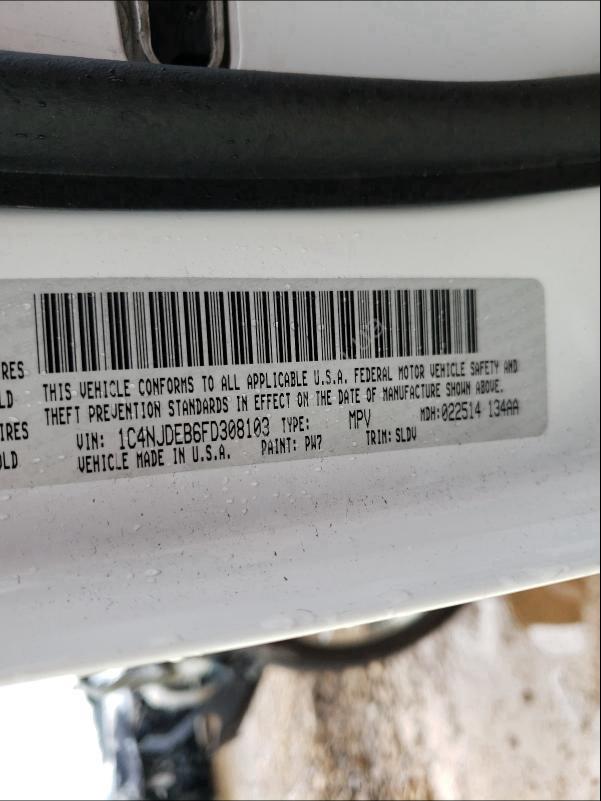 IRES
OLD
IRES
OLD
THIS VEHICLE CONFORMS TO ALL APPLICABLE U.S.A. FEDERAL MOTOR VEHICLE SAFETY AND
THEFT PREVENTION STANDARDS IN EFFECT ON THE DATE OF MANUFACTURE SHOWN ABOVE.
VIN: 1C4NJDEB6FD308103 TYPE: MPV MDH:022514 134AA
VEHICLE MADE IN U.S.A. PAINT: PW7 TRIM: SLDV